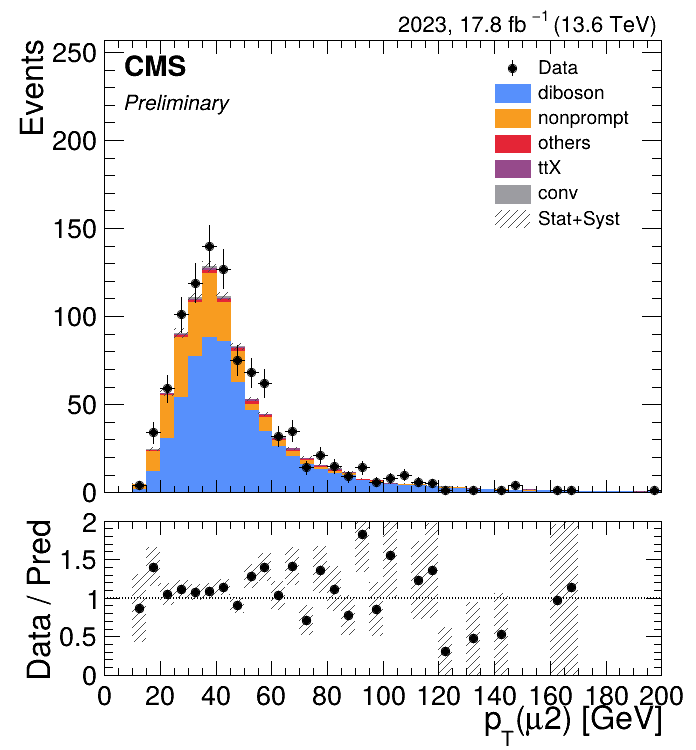 2023, 17.8 fb⁻¹ (13.6 TeV)
CMS
Preliminary
Data
diboson
nonprompt
others
ttX
conv
Stat+Syst
Events
250
200
150
100
50
0
Data / Pred
2
1.5
1
0.5
0
0 20 40 60 80 100 120 140 160 180 200
p_T(μ2) [GeV]